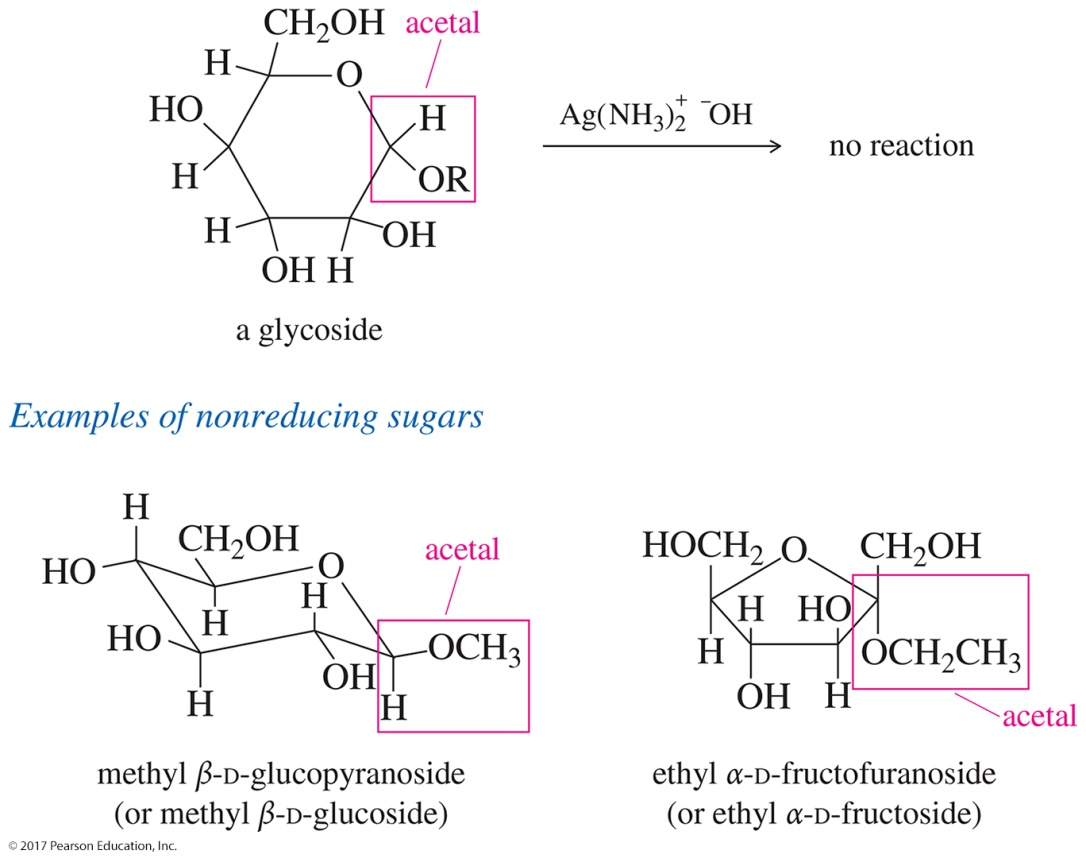 CH₂OH acetal
H O
HO H
Ag(NH₃)₂⁺ ⁻OH
no reaction
H OR
H OH
OH H
a glycoside
Examples of nonreducing sugars
H
CH₂OH acetal
HO O
H
H
HO OCH₃
OH
H H
methyl β-D-glucopyranoside
(or methyl β-D-glucoside)
HOCH₂ O CH₂OH
H HO
H OCH₂CH₃
OH H
acetal
ethyl α-D-fructofuranoside
(or ethyl α-D-fructoside)
© 2017 Pearson Education, Inc.